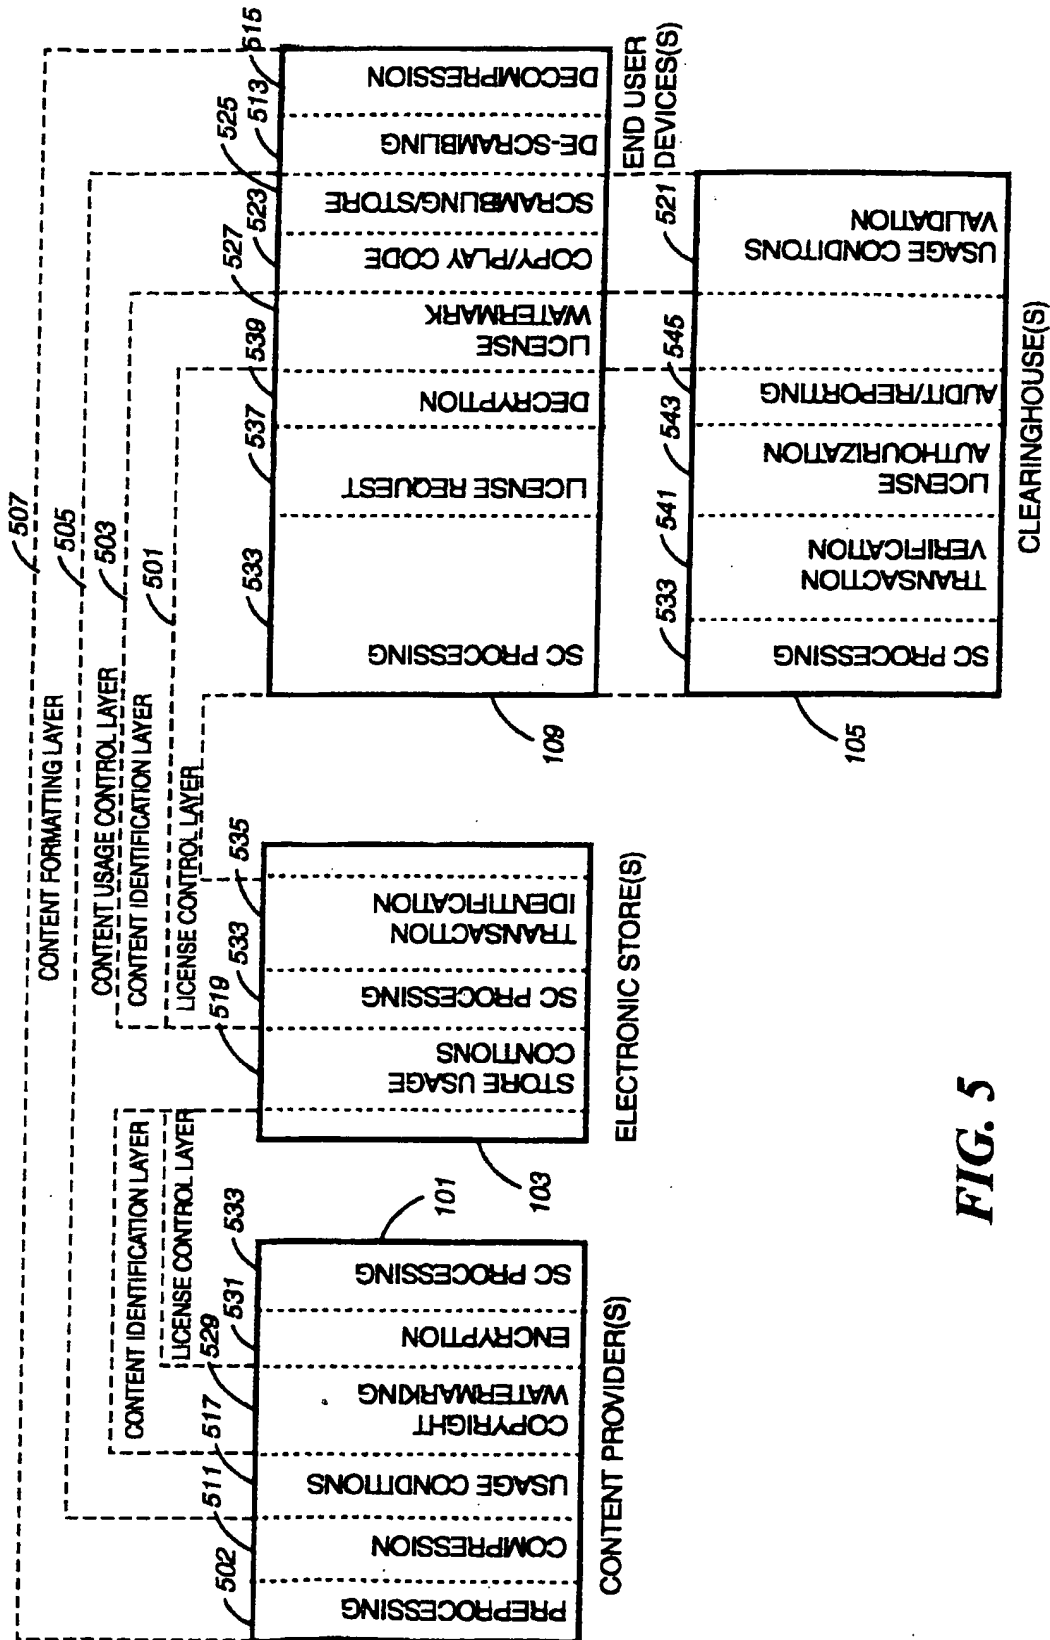 507
CONTENT FORMATTING LAYER
505
CONTENT USAGE CONTROL LAYER
503
CONTENT IDENTIFICATION LAYER
501
LICENSE CONTROL LAYER
CONTENT IDENTIFICATION LAYER
LICENSE CONTROL LAYER
502
511
517
529
531
533
PREPROCESSING
COMPRESSION
USAGE CONDITIONS
COPYRIGHT
WATERMARKING
ENCRYPTION
SC PROCESSING
101
CONTENT PROVIDER(S)
519
533
535
STORE USAGE
CONTIONS
SC PROCESSING
TRANSACTION
IDENTIFICATION
103
ELECTRONIC STORE(S)
533
537
539
527
523
525
513
515
SC PROCESSING
LICENSE REQUEST
DECRYPTION
LICENSE
WATERMARK
COPY/PLAY CODE
SCRAMBLING/STORE
DE-SCRAMBLING
DECOMPRESSION
109
END USER
DEVICES(S)
533
541
543
545
521
SC PROCESSING
TRANSACTION
VERIFICATION
LICENSE
AUTHOURIZATION
AUDIT/REPORTING
USAGE CONDITONS
VALIDATION
105
CLEARINGHOUSE(S)
FIG. 5